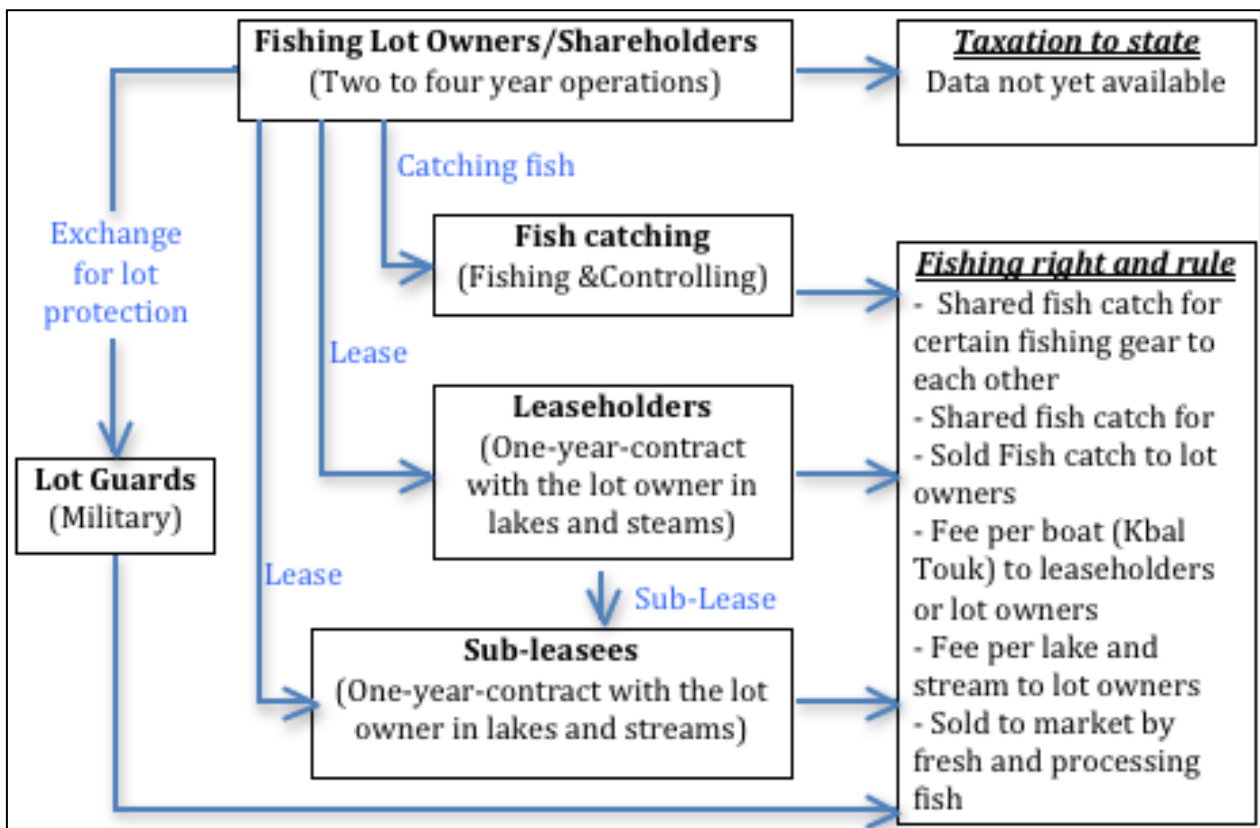 Fishing Lot Owners/Shareholders
(Two to four year operations)
Taxation to state
Data not yet available
Catching fish
Exchange
for lot
protection
Fish catching
(Fishing &Controlling)
Lease
Leaseholders
(One-year-contract
with the lot owner in
lakes and steams)
Lot Guards
(Military)
Lease
Sub-Lease
Sub-leasees
(One-year-contract with the lot
owner in lakes and streams)
Fishing right and rule
- Shared fish catch for
certain fishing gear to
each other
- Shared fish catch for
- Sold Fish catch to lot
owners
- Fee per boat (Kbal
Touk) to leaseholders
or lot owners
- Fee per lake and
stream to lot owners
- Sold to market by
fresh and processing
fish